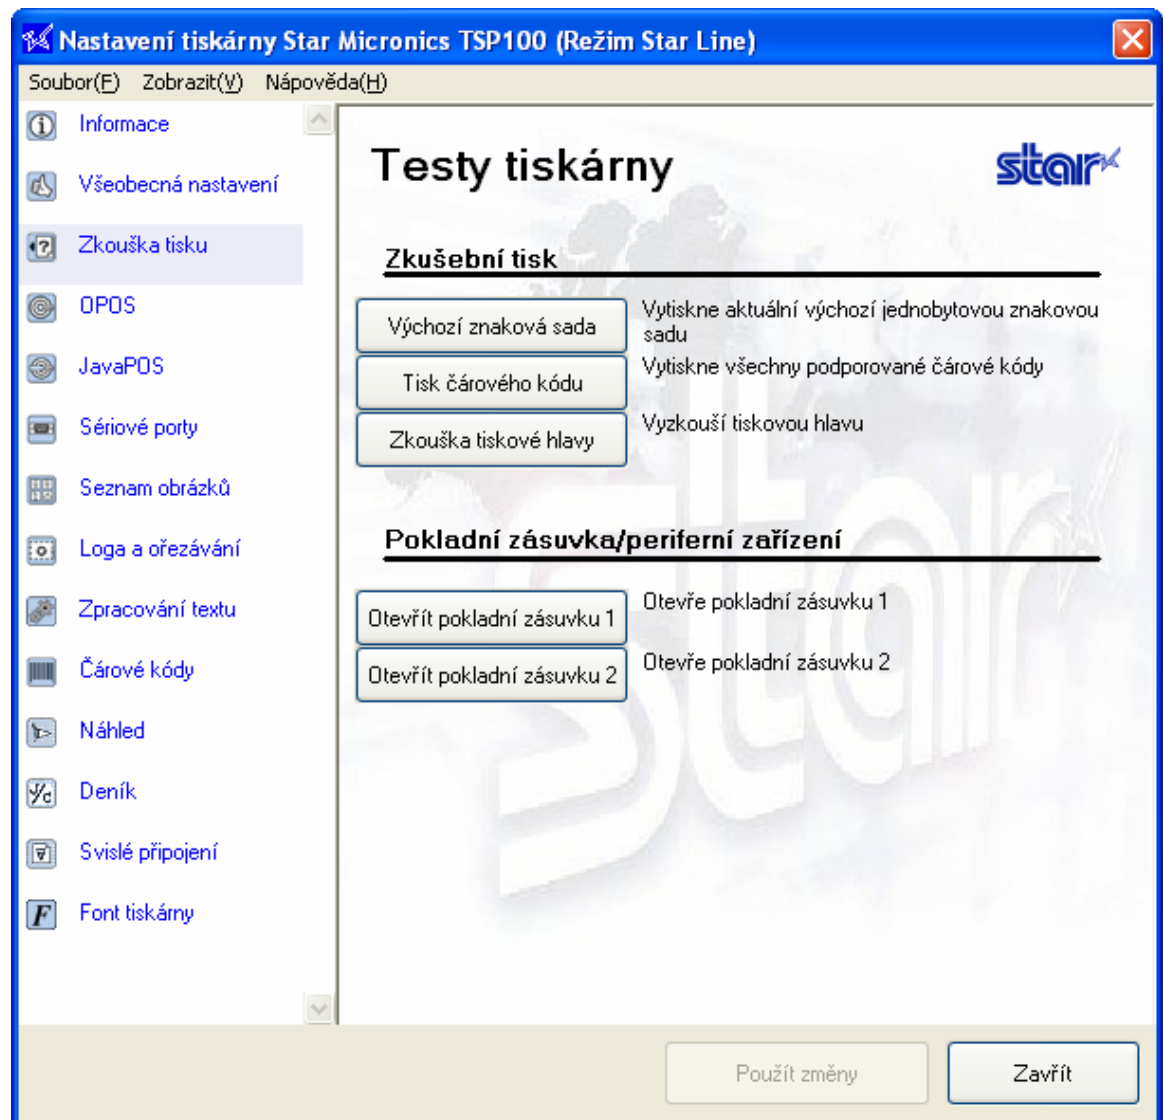 Nastavení tiskárny Star Micronics TSP100 (Režim Star Line)
Soubor(F) Zobrazit(V) Nápověda(H)
Informace
Všeobecná nastavení
Zkouška tisku
OPOS
JavaPOS
Sériové porty
Seznam obrázků
Loga a ořezávání
Zpracování textu
Čárové kódy
Náhled
Deník
Svislé připojení
Font tiskárny
Testy tiskárny
star
Zkušební tisk
Výchozí znaková sada
Vytiskne aktuální výchozí jednobytovou znakovou
sadu
Tisk čárového kódu
Vytiskne všechny podporované čárové kódy
Zkouška tiskové hlavy
Vyzkouší tiskovou hlavu
Pokladní zásuvka/periferní zařízení
Otevřít pokladní zásuvku 1
Otevře pokladní zásuvku 1
Otevřít pokladní zásuvku 2
Otevře pokladní zásuvku 2
star
Použít změny
Zavřít